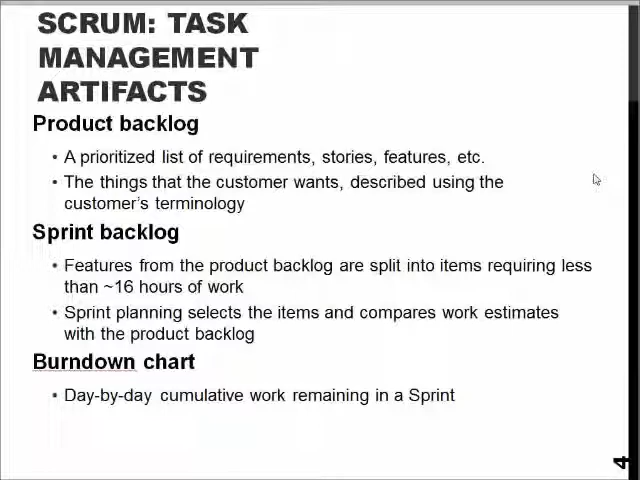 SCRUM: TASK
MANAGEMENT
ARTIFACTS
Product backlog
• A prioritized list of requirements, stories, features, etc.
• The things that the customer wants, described using the
customer's terminology
Sprint backlog
• Features from the product backlog are split into items requiring less
than ~16 hours of work
• Sprint planning selects the items and compares work estimates
with the product backlog
Burndown chart
• Day-by-day cumulative work remaining in a Sprint
4